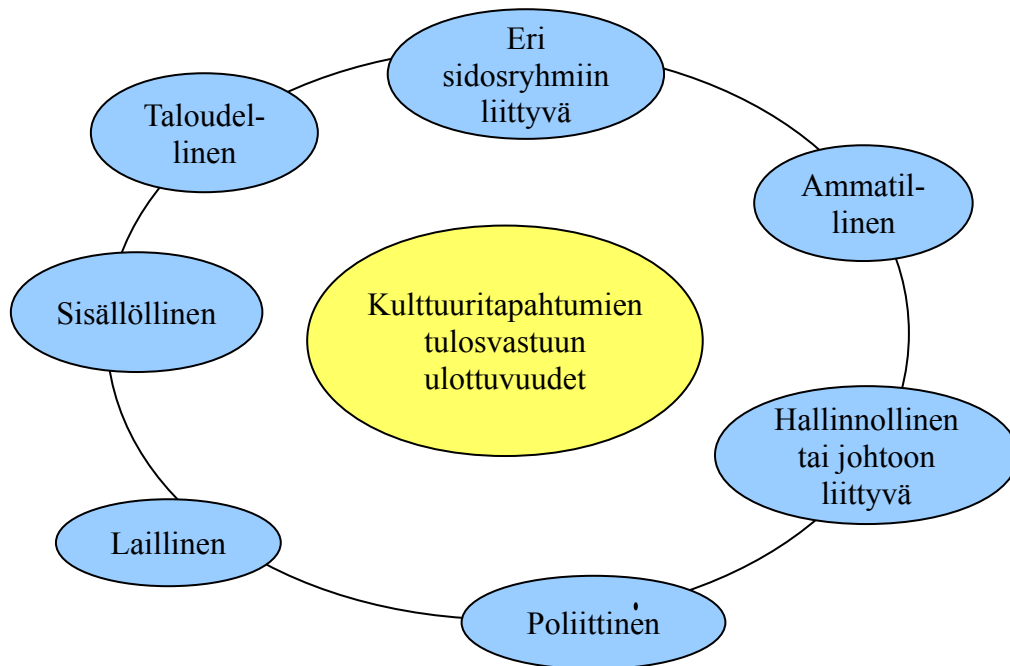 Eri
sidosryhmiin
liittyvä
Taloudel-
linen
Ammatil-
linen
Sisällöllinen
Kulttuuritapahtumien
tulosvastuun
ulottuvuudet
Hallinnollinen
tai johtoon
liittyvä
Laillinen
Poliittinen